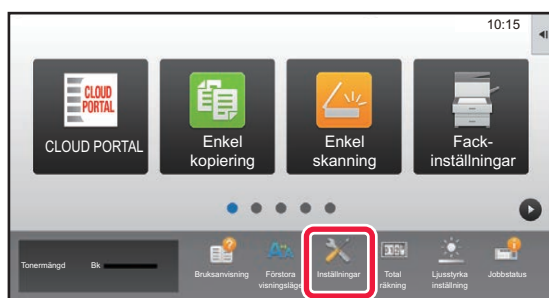 10:15
CLOUD
PORTAL
CLOUD PORTAL
Enkel
kopiering
Enkel
skanning
Fack-
inställningar
Tonermängd
Bk
Bruksanvisning
Förstora
visningsläge
Inställningar
Total
räkning
Ljusstyrka
inställning
Jobbstatus